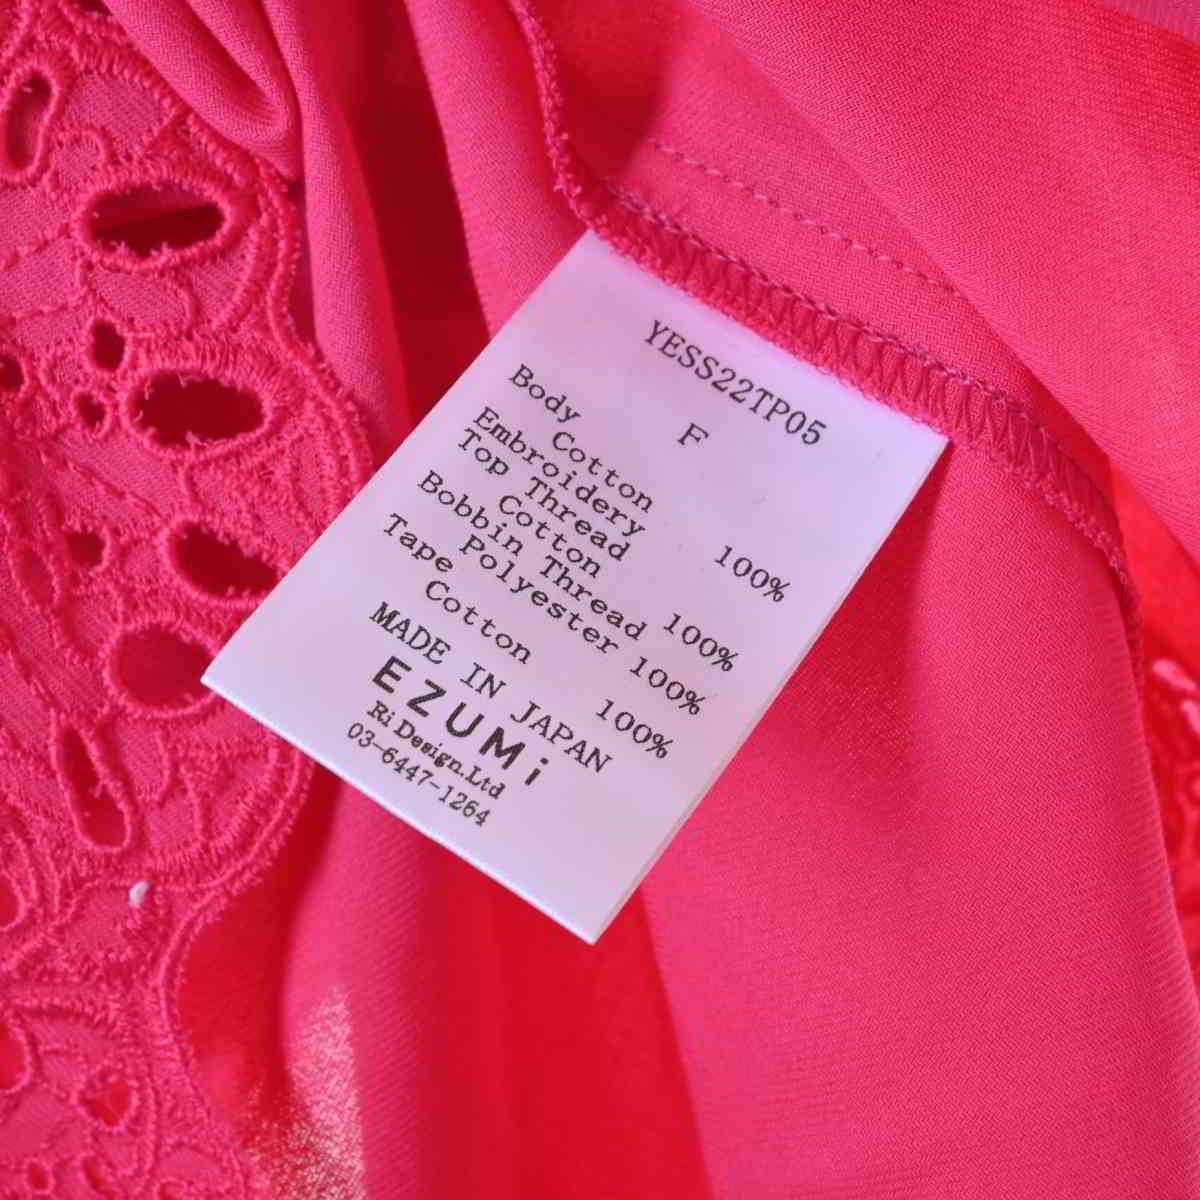 YESS22TP05
F
Body
Cotton 100%
Embroidery
Top Thread
Cotton 100%
Bobbin Thread
Polyester 100%
Tape
Cotton 100%
MADE IN JAPAN
EZUMi
Ri Design.Ltd
03-6447-1264